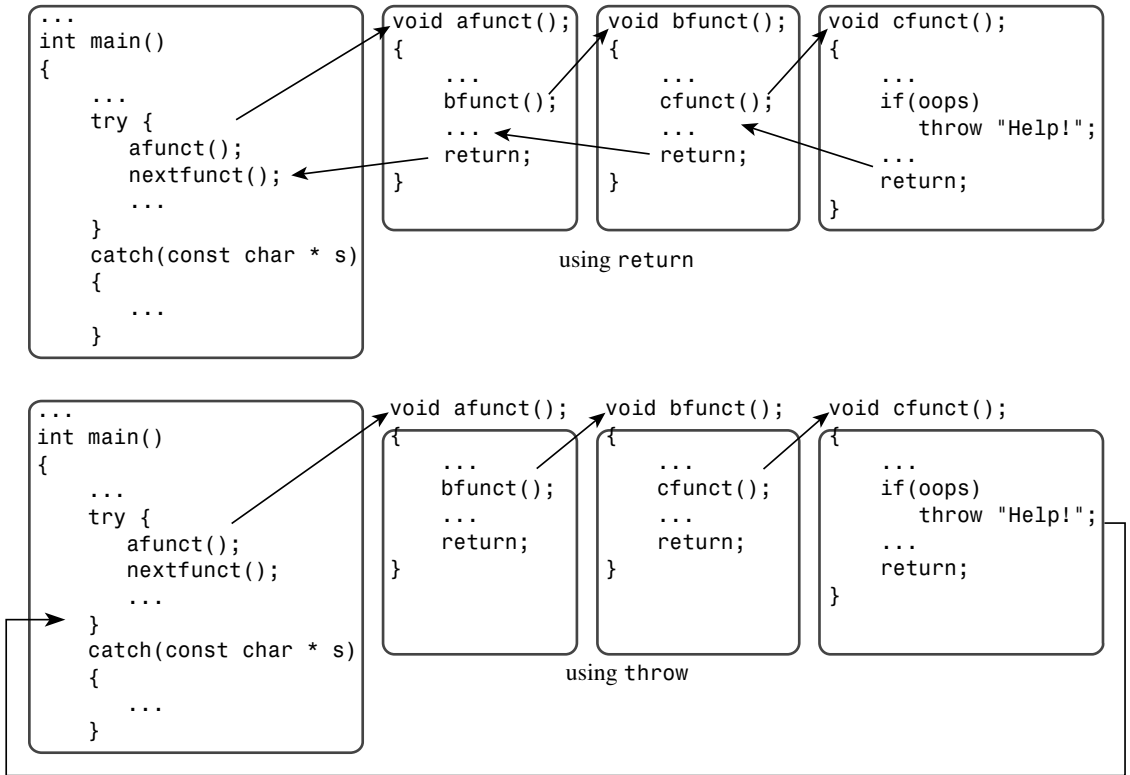 ...
int main()
{
...
try {
afunct();
nextfunct();
...
}
catch(const char * s)
{
...
}
void afunct();
{
...
bfunct();
...
return;
}
void bfunct();
{
...
cfunct();
...
return;
}
void cfunct();
{
...
if(oops)
throw "Help!";
...
return;
}
using return
...
int main()
{
...
try {
afunct();
nextfunct();
...
}
catch(const char * s)
{
...
}
void afunct();
{
...
bfunct();
...
return;
}
void bfunct();
{
...
cfunct();
...
return;
}
void cfunct();
{
...
if(oops)
throw "Help!";
...
return;
}
using throw